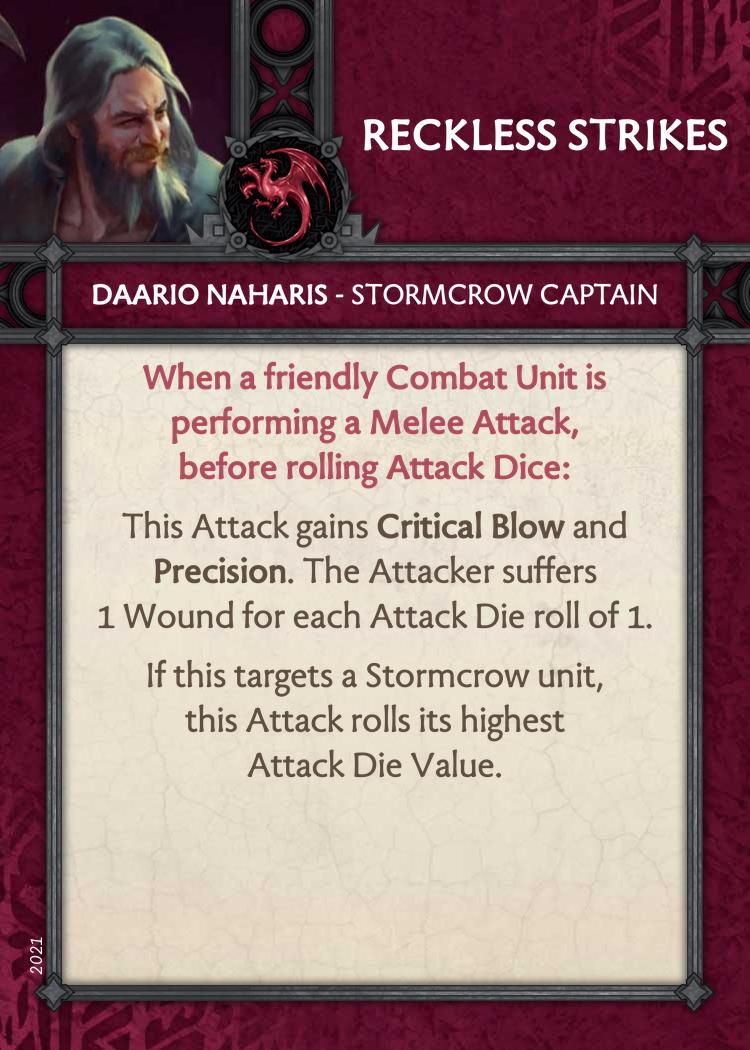 RECKLESS STRIKES
DAARIO NAHARIS - STORMCROW CAPTAIN
When a friendly Combat Unit is
performing a Melee Attack,
before rolling Attack Dice:
This Attack gains Critical Blow and
Precision. The Attacker suffers
1 Wound for each Attack Die roll of 1.
If this targets a Stormcrow unit,
this Attack rolls its highest
Attack Die Value.
2021